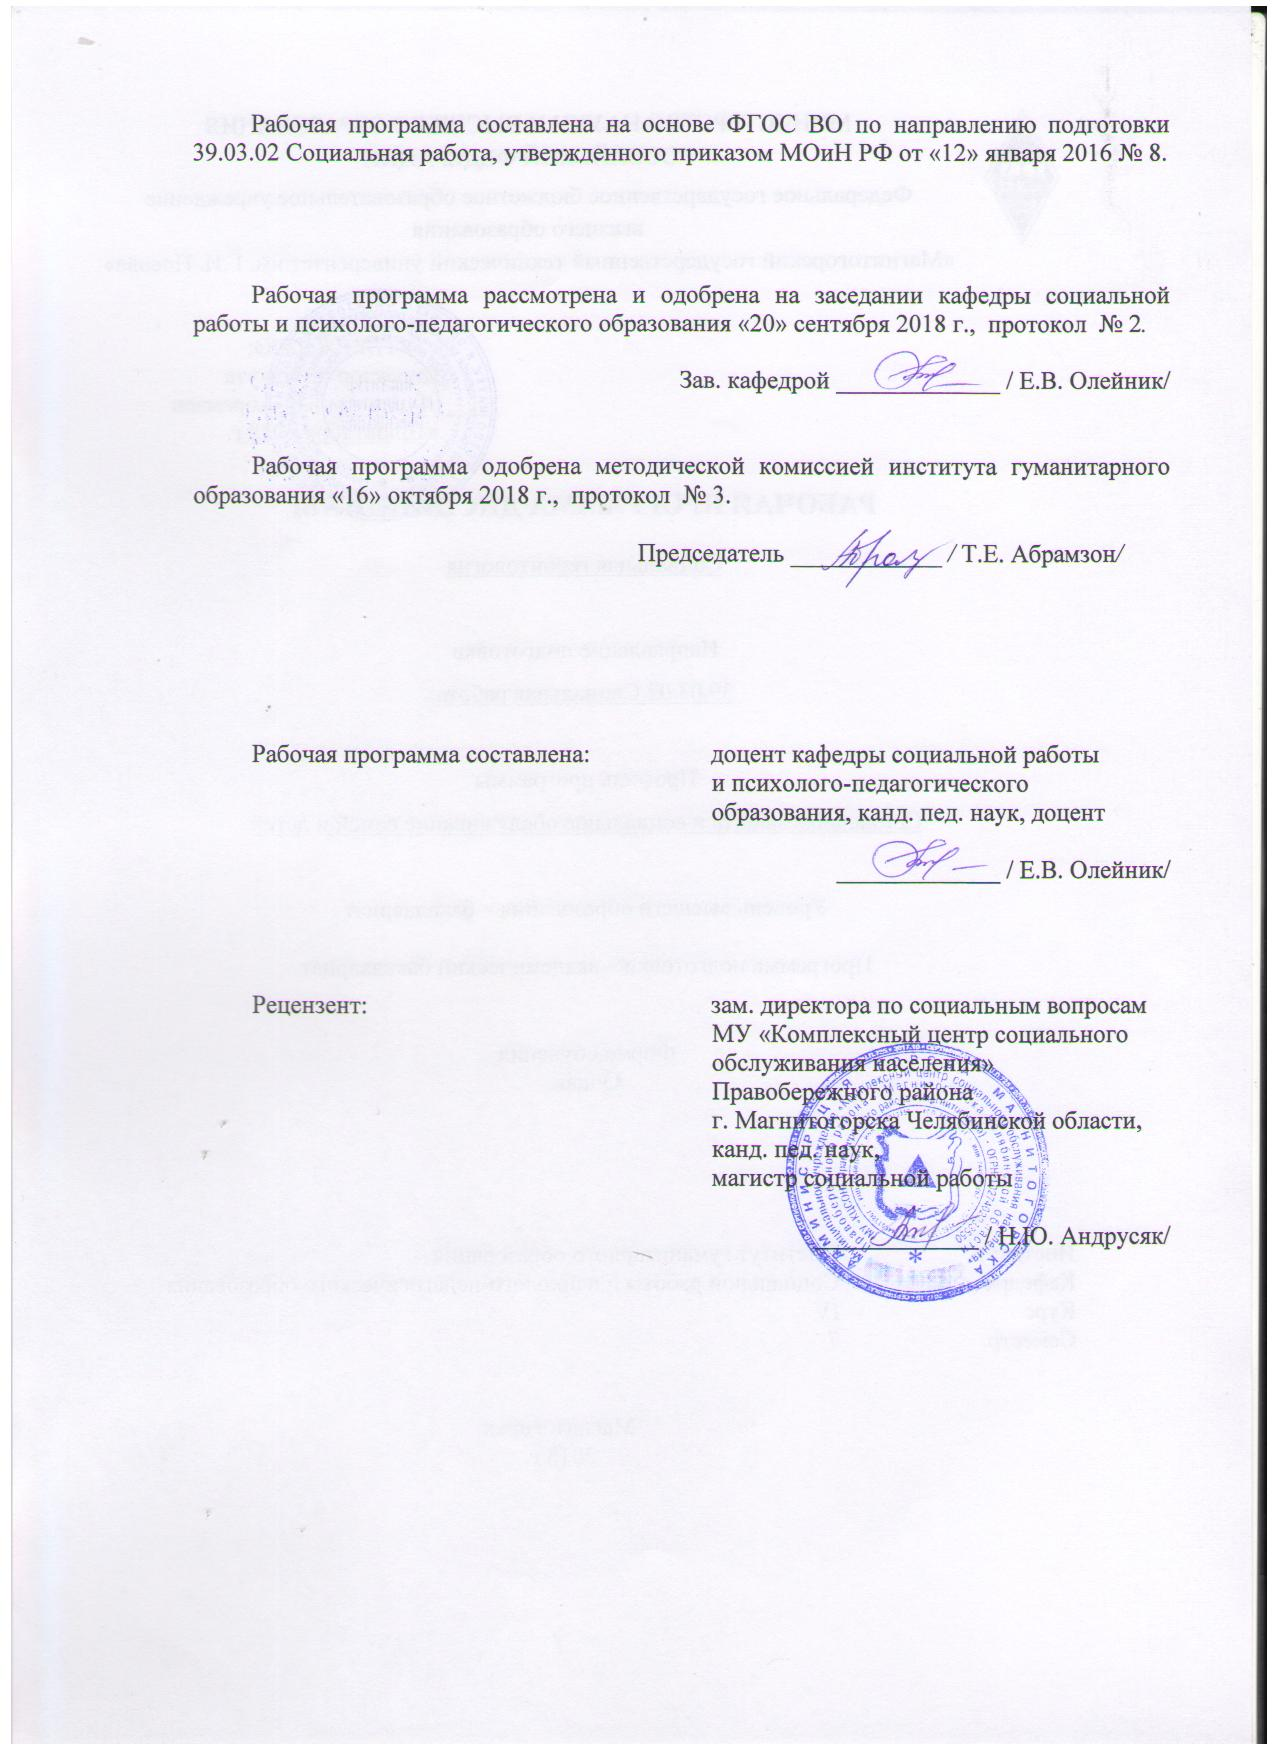 Рабочая программа составлена на основе ФГОС ВО по направлению подготовки
39.03.02 Социальная работа, утвержденного приказом МОиН РФ от «12» января 2016 № 8.
Рабочая программа рассмотрена и одобрена на заседании кафедры социальной
работы и психолого-педагогического образования «20» сентября 2018 г., протокол № 2.
Зав. кафедрой _____________ / Е.В. Олейник/
Рабочая программа одобрена методической комиссией института гуманитарного
образования «16» октября 2018 г., протокол № 3.
Председатель ____________ / Т.Е. Абрамзон/
Рабочая программа составлена:
доцент кафедры социальной работы
и психолого-педагогического
образования, канд. пед. наук, доцент
_____________ / Е.В. Олейник/
Рецензент:
зам. директора по социальным вопросам
МУ «Комплексный центр социального
обслуживания населения»
Правобережного района
г. Магнитогорска Челябинской области,
канд. пед. наук,
магистр социальной работы
/ Н.Ю. Андрусяк/